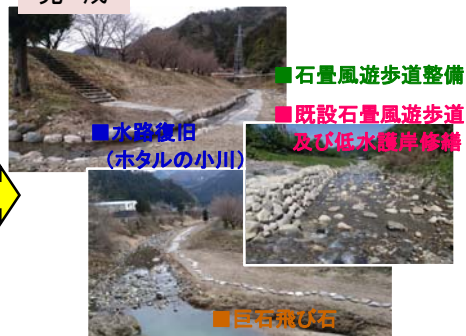 完成
■石畳風遊歩道整備
■既設石畳風遊歩道
及び低水護岸修繕
■水路復旧
(ホタルの小川)
■巨石飛び石